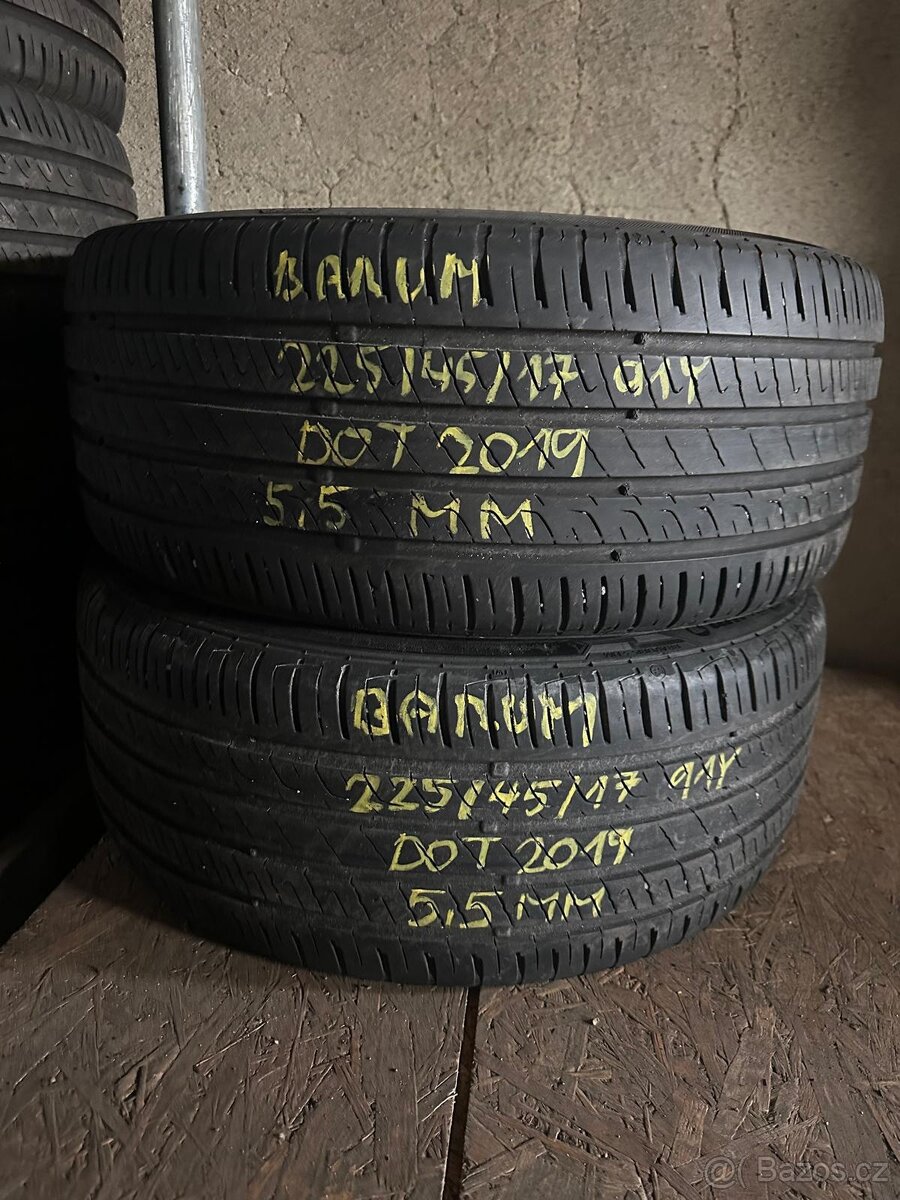 BARUM
225/45/17 91Y
DOT 2019
5,5 MM
BARUM
225/45/17 91Y
DOT 2019
5,5 MM
@ Bazos.cz